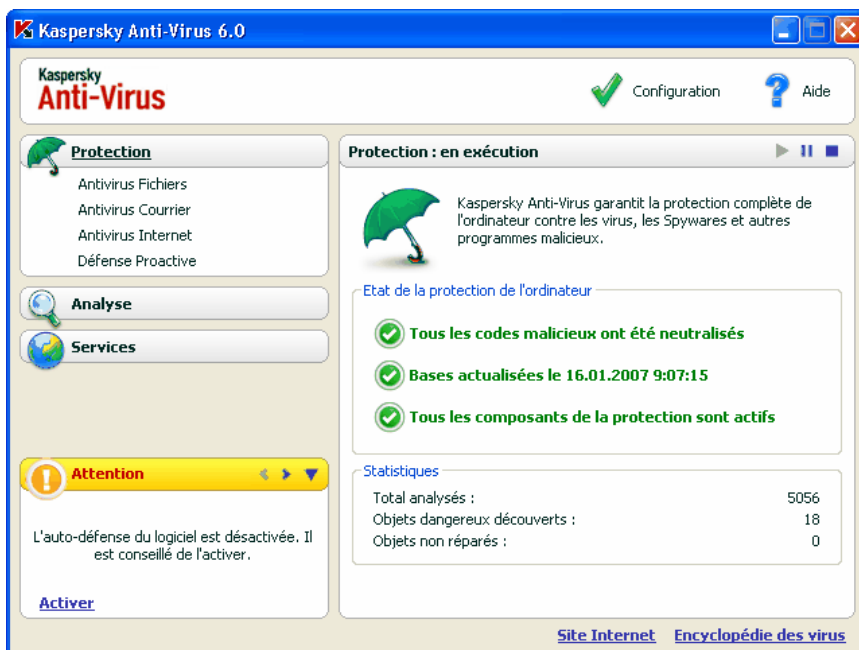 Kaspersky Anti-Virus 6.0
Kaspersky
Anti-Virus
Configuration
Aide
Protection
Antivirus Fichiers
Antivirus Courrier
Antivirus Internet
Défense Proactive
Analyse
Services
Attention
L'auto-défense du logiciel est désactivée. Il
est conseillé de l'activer.
Activer
Protection : en exécution
Kaspersky Anti-Virus garantit la protection complète de
l'ordinateur contre les virus, les Spywares et autres
programmes malicieux.
Etat de la protection de l'ordinateur
Tous les codes malicieux ont été neutralisés
Bases actualisées le 16.01.2007 9:07:15
Tous les composants de la protection sont actifs
Statistiques
Total analysés : 5056
Objets dangereux découverts : 18
Objets non réparés : 0
Site Internet Encyclopédie des virus